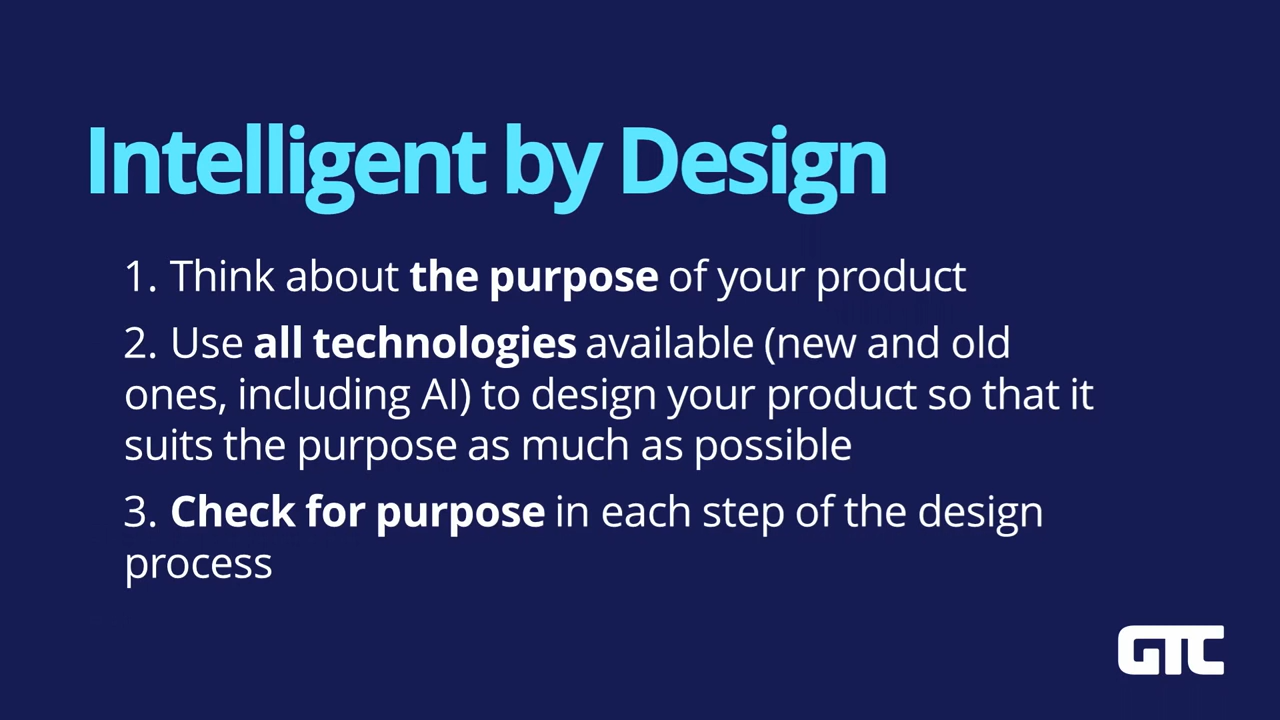 Intelligent by Design
1. Think about the purpose of your product
2. Use all technologies available (new and old
ones, including AI) to design your product so that it
suits the purpose as much as possible
3. Check for purpose in each step of the design
process
GTC